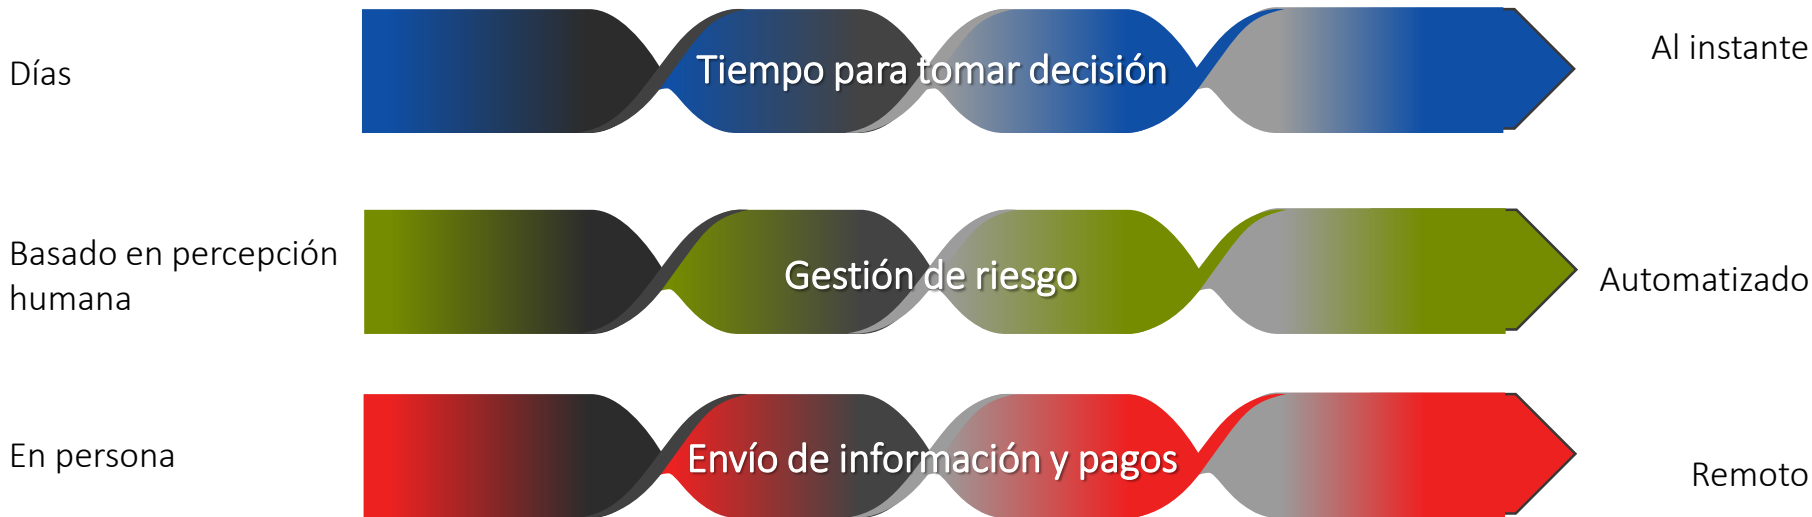 Días
Tiempo para tomar decisión
Al instante
Basado en percepción
humana
Gestión de riesgo
Automatizado
En persona
Envío de información y pagos
Remoto